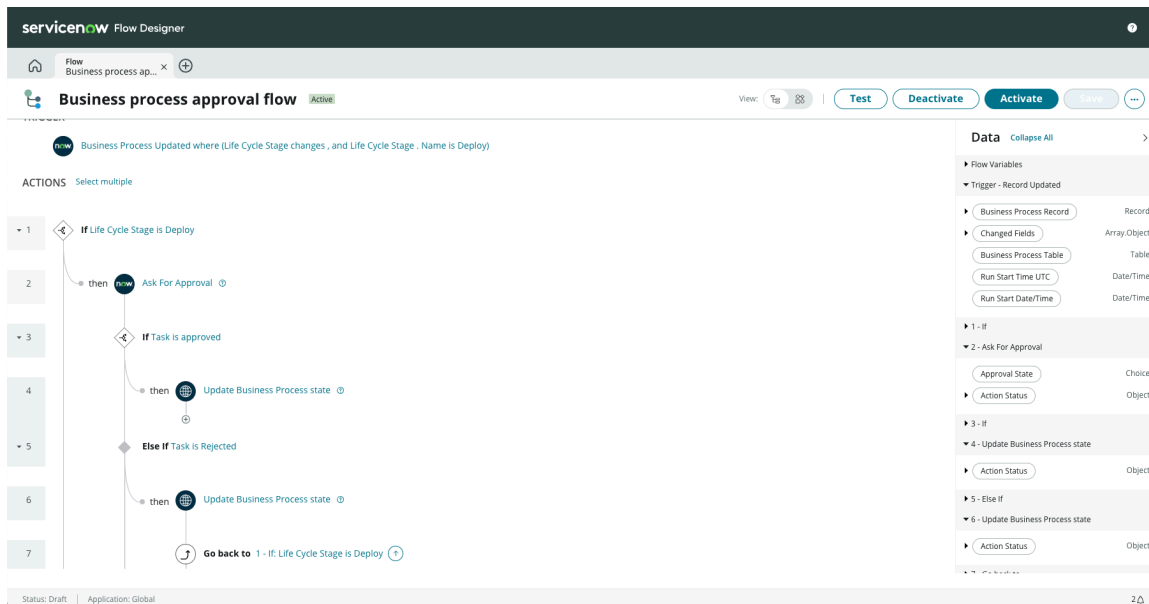 servicenow Flow Designer
Flow
Business process ap...
Business process approval flow Active
View: Test Deactivate Activate Save ...
TRIGGER
now Business Process Updated where (Life Cycle Stage changes , and Life Cycle Stage . Name is Deploy)
ACTIONS Select multiple
1 If Life Cycle Stage is Deploy
2 then now Ask For Approval
3 If Task is approved
4 then Update Business Process state
5 Else If Task is Rejected
6 then Update Business Process state
7 Go back to 1 - If: Life Cycle Stage is Deploy
Data Collapse All
Flow Variables
Trigger - Record Updated
Business Process Record Record
Changed Fields Array.Object
Business Process Table Table
Run Start Time UTC Date/Time
Run Start Date/Time Date/Time
1 - If
2 - Ask For Approval
Approval State Choice
Action Status Object
3 - If
4 - Update Business Process state
Action Status Object
5 - Else If
6 - Update Business Process state
Action Status Object
7 - Go back to
Status: Draft | Application: Global
2